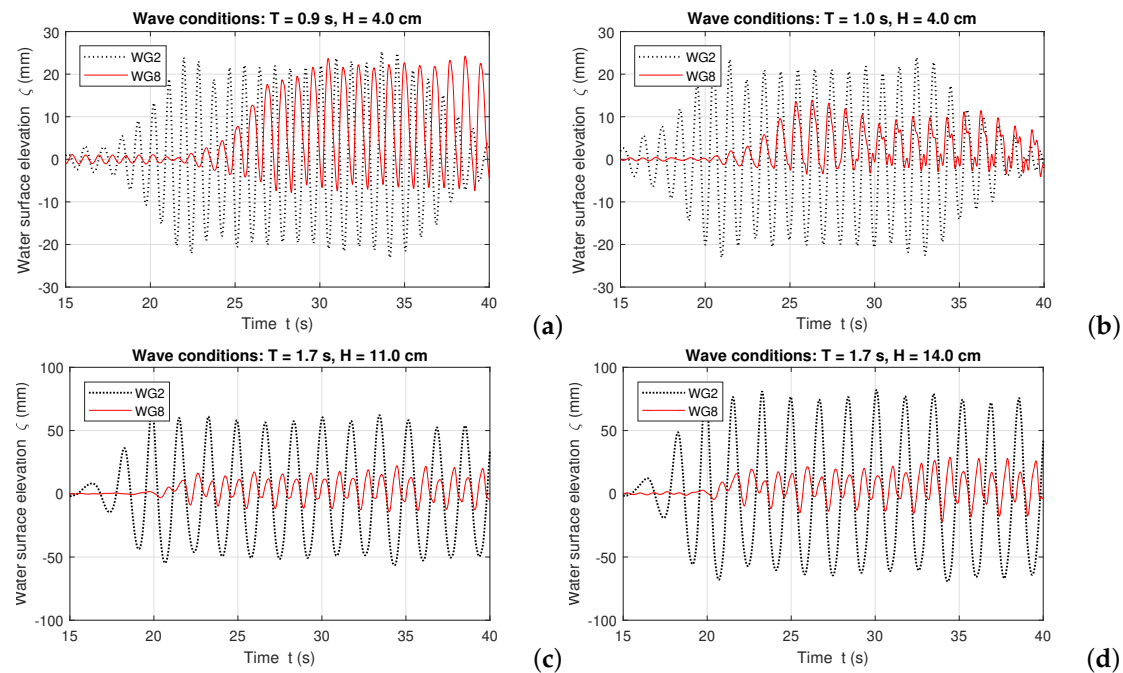 Wave conditions: T = 0.9 s, H = 4.0 cm
30
20
10
0
-10
-20
-30
Water surface elevation ζ (mm)
WG2
WG8
15 20 25 30 35 40
Time t (s)
(a)
Wave conditions: T = 1.0 s, H = 4.0 cm
30
20
10
0
-10
-20
-30
Water surface elevation ζ (mm)
WG2
WG8
15 20 25 30 35 40
Time t (s)
(b)
Wave conditions: T = 1.7 s, H = 11.0 cm
100
50
0
-50
-100
Water surface elevation ζ (mm)
WG2
WG8
15 20 25 30 35 40
Time t (s)
(c)
Wave conditions: T = 1.7 s, H = 14.0 cm
100
50
0
-50
-100
Water surface elevation ζ (mm)
WG2
WG8
15 20 25 30 35 40
Time t (s)
(d)